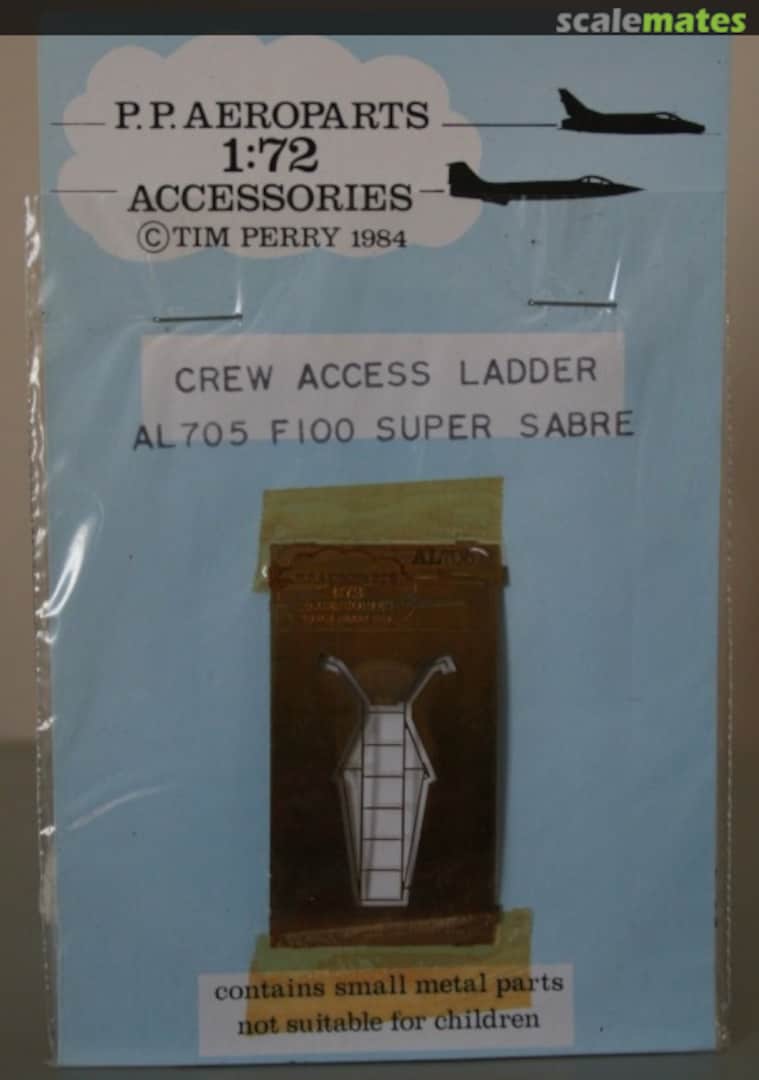 scalemates
P.P. AEROPARTS
1:72
ACCESSORIES
©TIM PERRY 1984
CREW ACCESS LADDER
AL705 F100 SUPER SABRE
contains small metal parts
not suitable for children